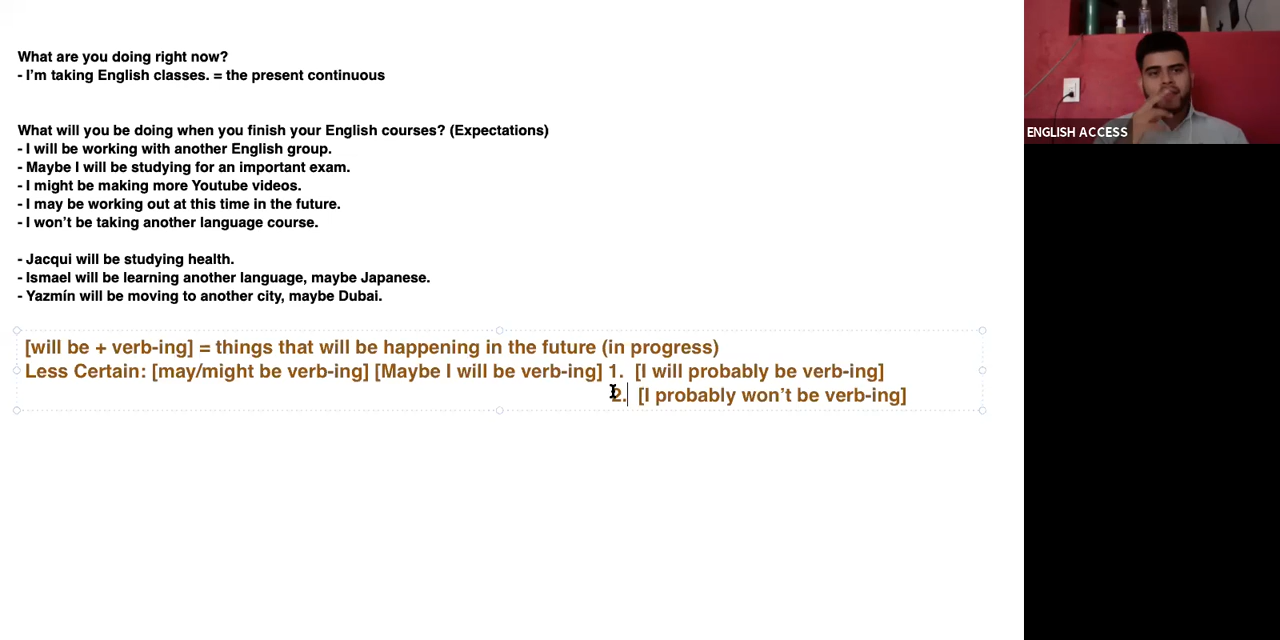 What are you doing right now?
- I’m taking English classes. = the present continuous
What will you be doing when you finish your English courses? (Expectations)
- I will be working with another English group.
- Maybe I will be studying for an important exam.
- I might be making more Youtube videos.
- I may be working out at this time in the future.
- I won’t be taking another language course.
- Jacqui will be studying health.
- Ismael will be learning another language, maybe Japanese.
- Yazmín will be moving to another city, maybe Dubai.
[will be + verb-ing] = things that will be happening in the future (in progress)
Less Certain: [may/might be verb-ing] [Maybe I will be verb-ing] 1. [I will probably be verb-ing]
2. [I probably won’t be verb-ing]
ENGLISH ACCESS